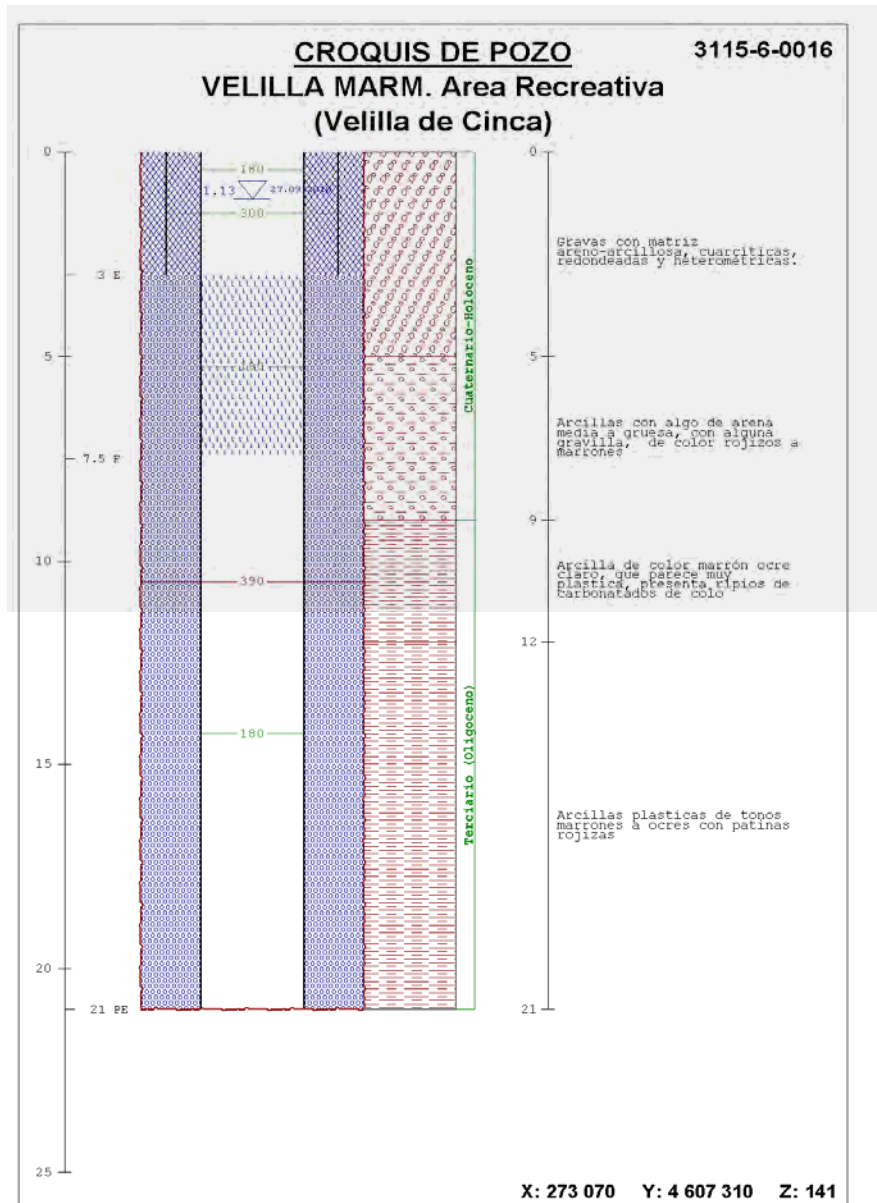 CROQUIS DE POZO
3115-6-0016
VELILLA MARM. Area Recreativa
(Velilla de Cinca)
0
0
180
1.13
27.09
300
Gravas con matriz
areno-arcillosa, cuarcíticas,
redondeadas y heterométricas.
3 E
Cuaternario-Holóceno
5
5
180
Arcillas con algo de arena
media a gruesa, con alguna
gravilla, de color rojizos a
marrones
7.5 F
9
10
390
Arcilla de color marrón ocre
claro, que parece muy
plástica, presenta ripios de
carbonatados de colo
12
Terciario (Oligoceno)
180
15
Arcillas plasticas de tonos
marrones a ocres con patinas
rojizas
20
21 PE
21
25
X: 273 070 Y: 4 607 310 Z: 141